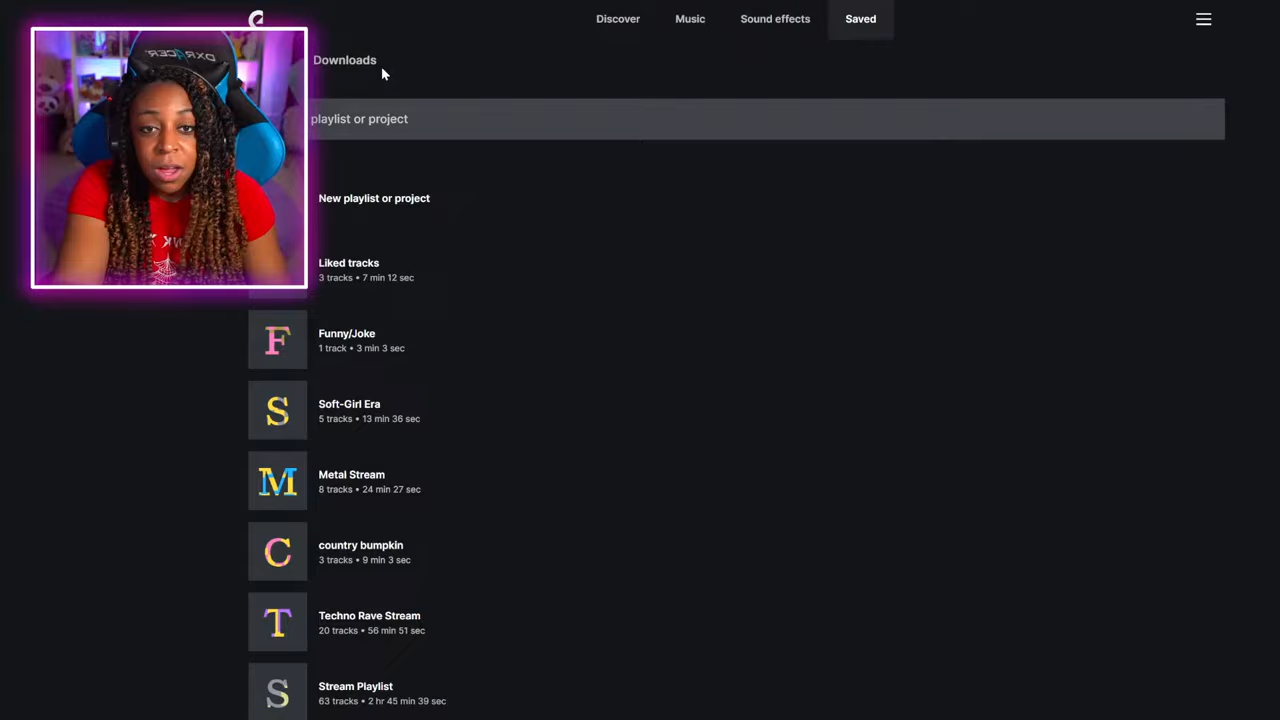 Discover Music Sound effects Saved
Downloads
playlist or project
New playlist or project
Liked tracks
3 tracks • 7 min 12 sec
F
Funny/Joke
1 track • 3 min 3 sec
S
Soft-Girl Era
5 tracks • 13 min 36 sec
M
Metal Stream
8 tracks • 24 min 27 sec
C
country bumpkin
3 tracks • 9 min 3 sec
T
Techno Rave Stream
20 tracks • 56 min 51 sec
S
Stream Playlist
63 tracks • 2 hr 45 min 39 sec